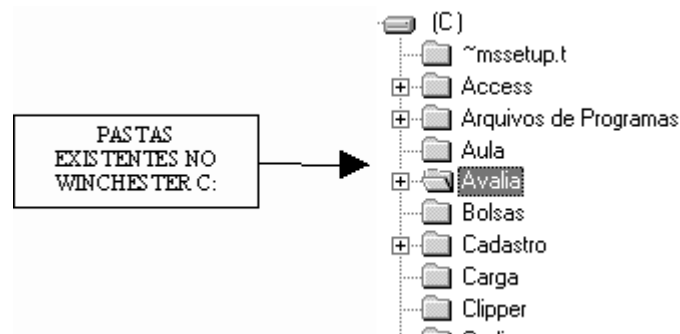 (C)
~mssetup.t
Access
Arquivos de Programas
PASTAS
EXISTENTES NO
WINCHESTER C:
Aula
Avalia
Bolsas
Cadastro
Carga
Clipper